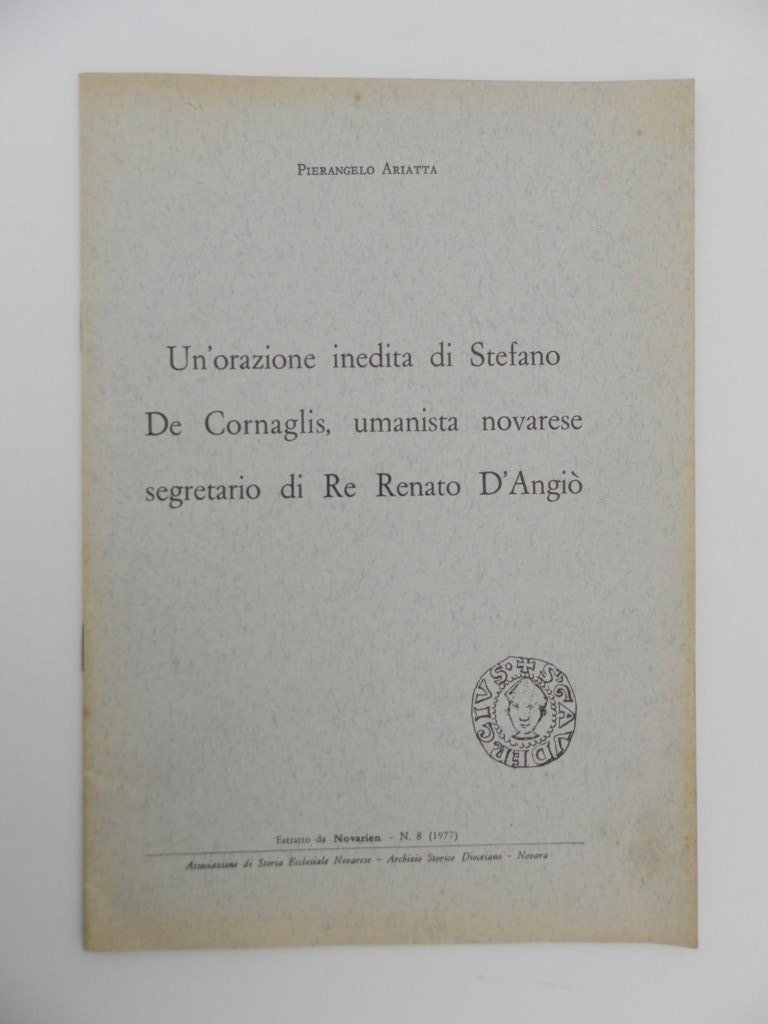 PIERANGELO ARIATTA
Un'orazione inedita di Stefano
De Cornaglis, umanista novarese
segretario di Re Renato D'Angiò
+ S · GAVDERCIVS ·
Estratto da Novarien. - N. 8 (1977)
Associazione di Storia Ecclesiale Novarese - Archivio Storico Diocesano - Novara